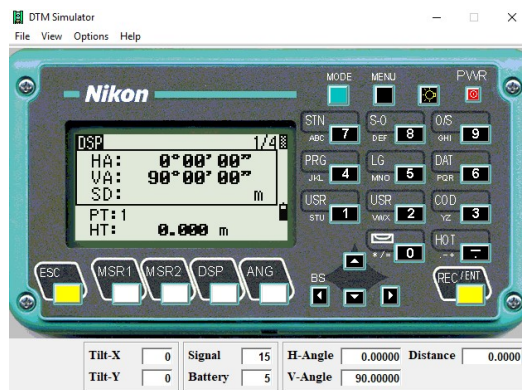 DTM Simulator
File View Options Help
MODE MENU PWR
Nikon
STN S-O O/S
ABC 7 DEF 8 GHI 9
DSP 1/4
HA: 0°00'00"
VA: 90°00'00"
SD: m
PT:1
HT: 0.000 m
PRG LG DAT
JKL 4 MNO 5 PQR 6
USR USR COD
STU 1 VWX 2 YZ 3
HOT
*/= 0 .-+
ESC MSR1 MSR2 DSP ANG BS REC/ENT
Tilt-X 0 Signal 15 H-Angle 0.00000 Distance 0.0000
Tilt-Y 0 Battery 5 V-Angle 90.00000